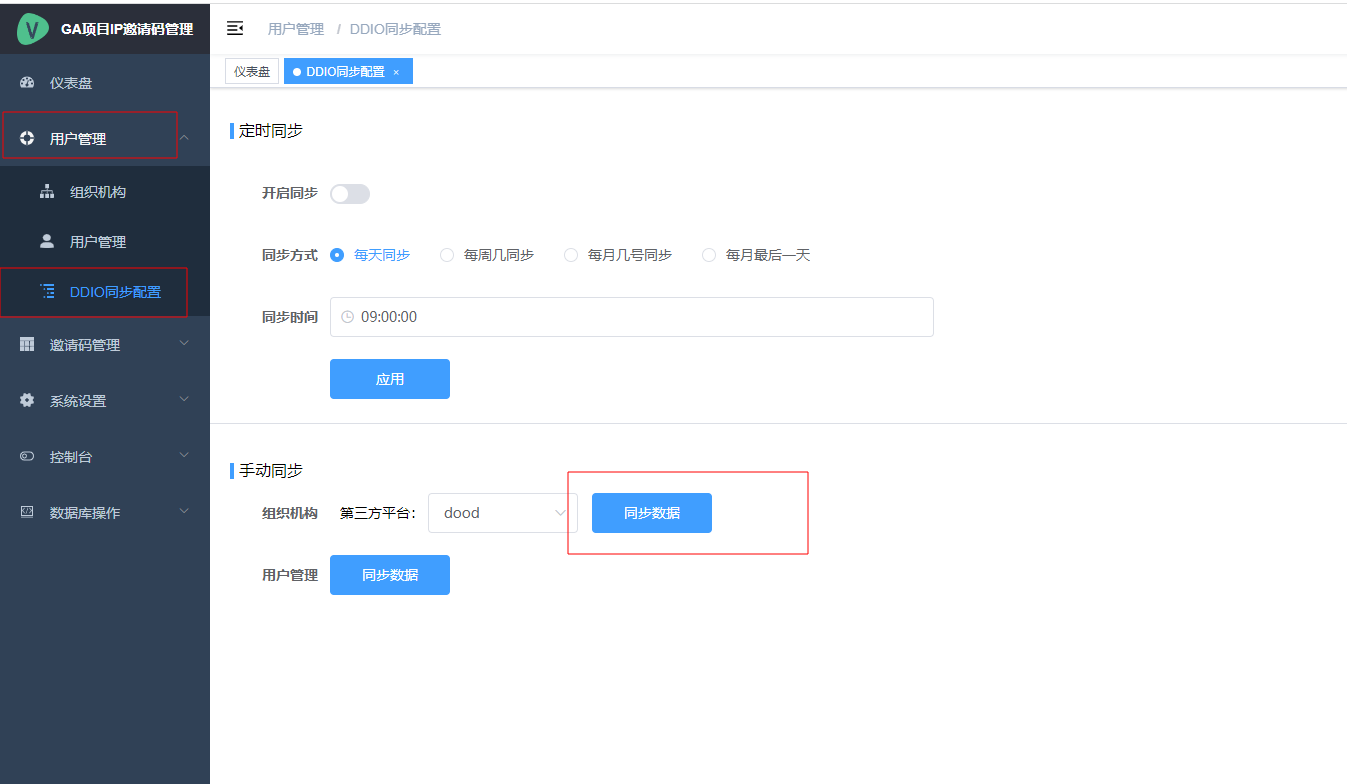 GA项目IP邀请码管理
仪表盘
用户管理
组织机构
用户管理
DDIO同步配置
邀请码管理
系统设置
控制台
数据库操作
用户管理 / DDIO同步配置
仪表盘 DDIO同步配置 ×
定时同步
开启同步
同步方式 每天同步 每周几同步 每月几号同步 每月最后一天
同步时间 09:00:00
应用
手动同步
组织机构 第三方平台: dood 同步数据
用户管理 同步数据